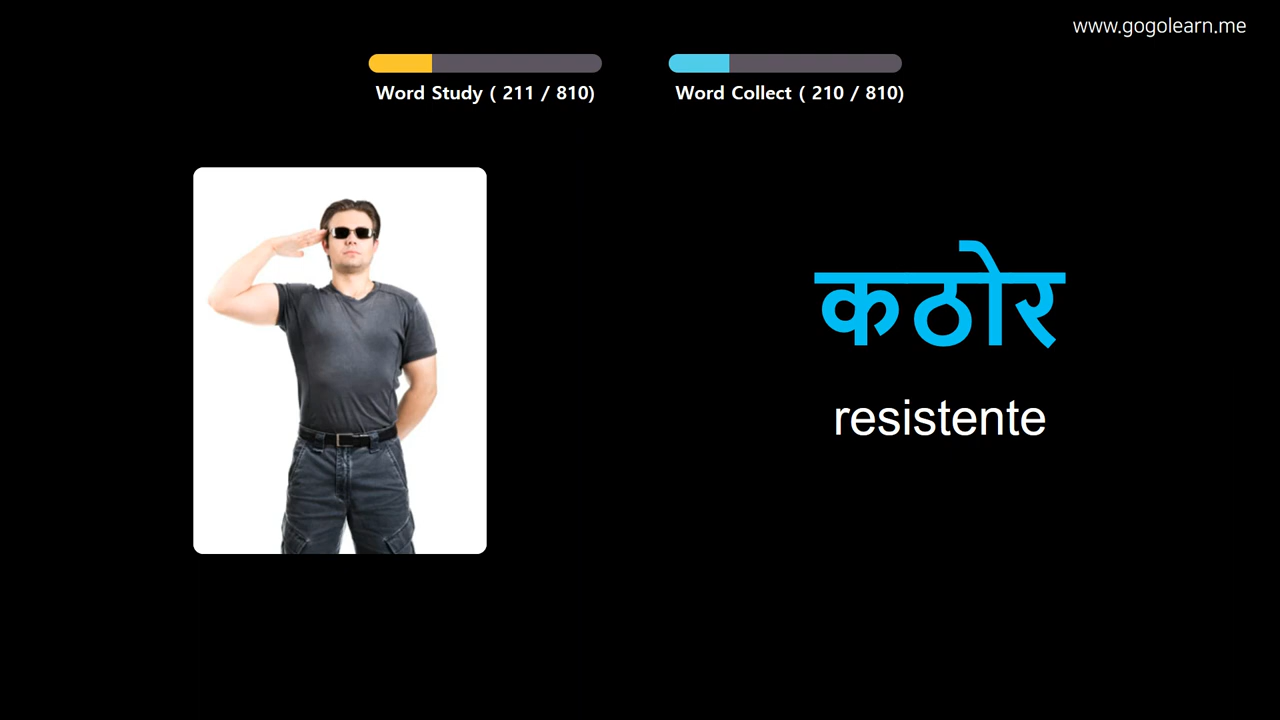 www.gogolearn.me
Word Study ( 211 / 810)
Word Collect ( 210 / 810)
कठोर
resistente